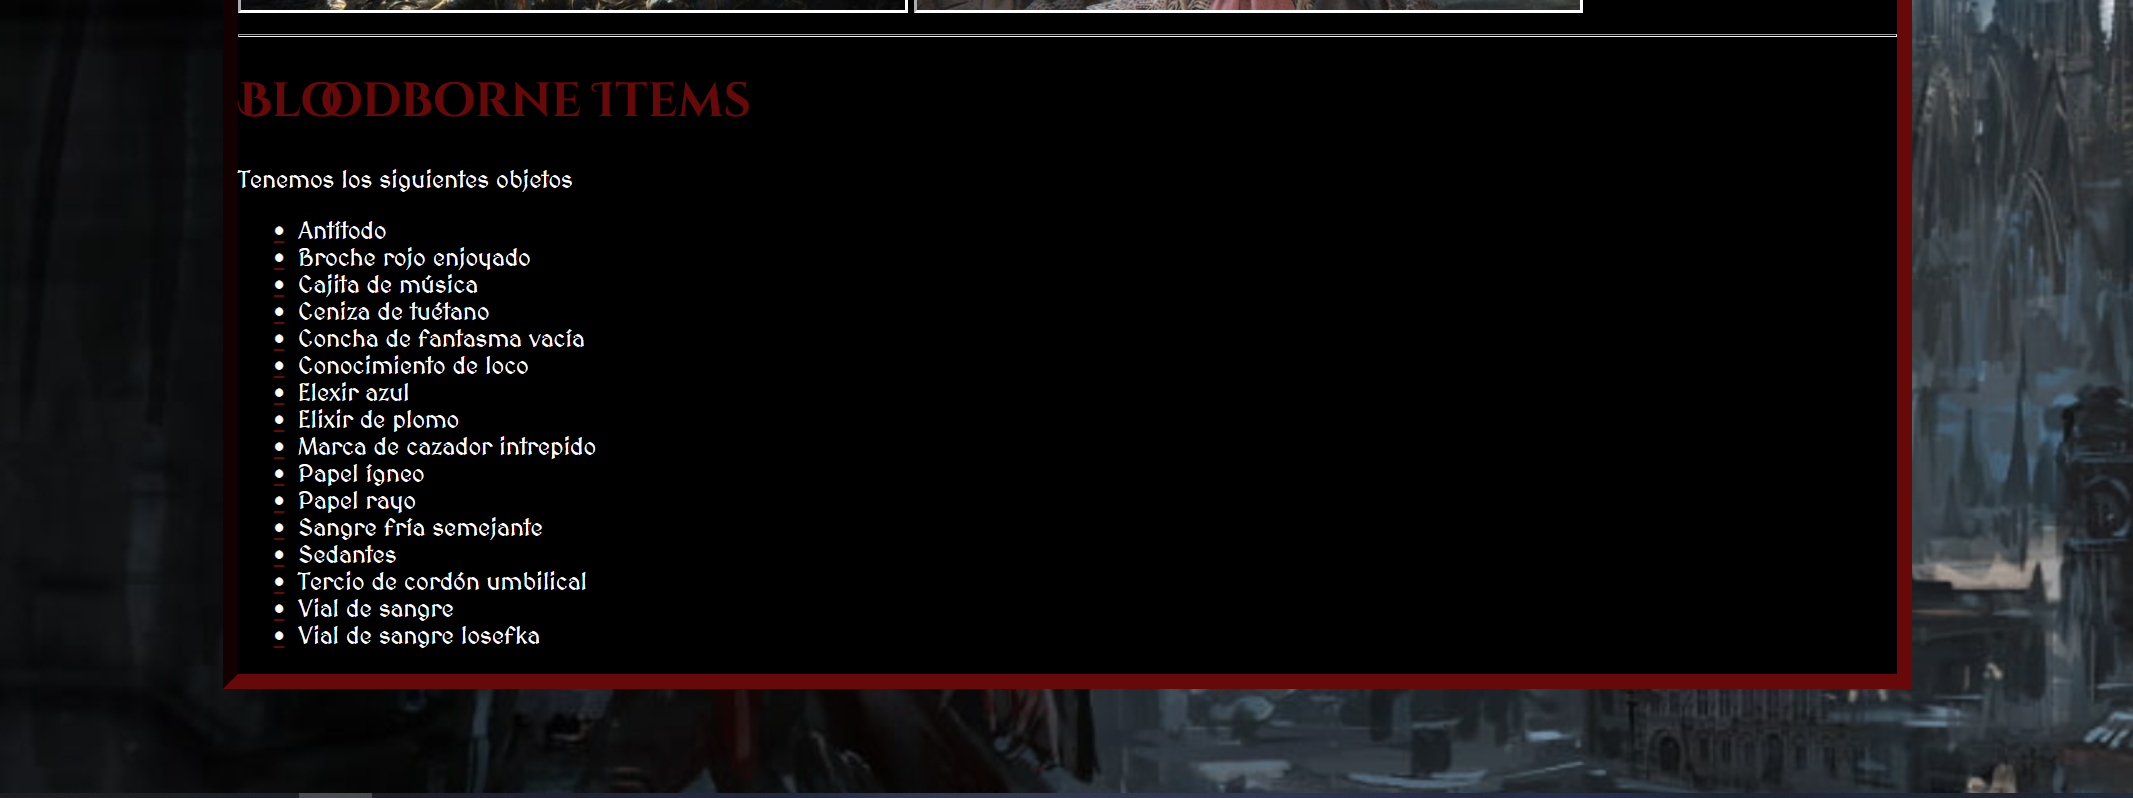 Bloodborne Items
Tenemos los siguientes objetos
Antítodo
Broche rojo enjoyado
Cajita de música
Ceniza de tuétano
Concha de fantasma vacía
Conocimiento de loco
Elexir azul
Elixir de plomo
Marca de cazador intrepido
Papel ígneo
Papel rayo
Sangre fría semejante
Sedantes
Tercio de cordón umbilical
Vial de sangre
Vial de sangre Iosefka